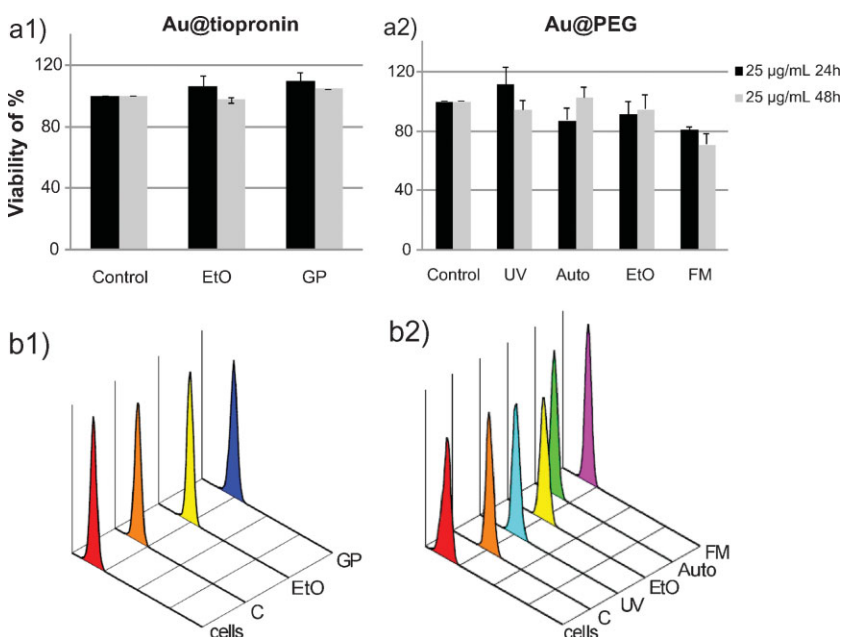 a1)
Au@tiopronin
Viability of %
120
80
40
0
Control EtO GP
a2)
Au@PEG
120
80
40
0
Control UV Auto EtO FM
25 µg/mL 24h
25 µg/mL 48h
b1)
GP
EtO
C
cells
b2)
FM
Auto
EtO
UV
C
cells